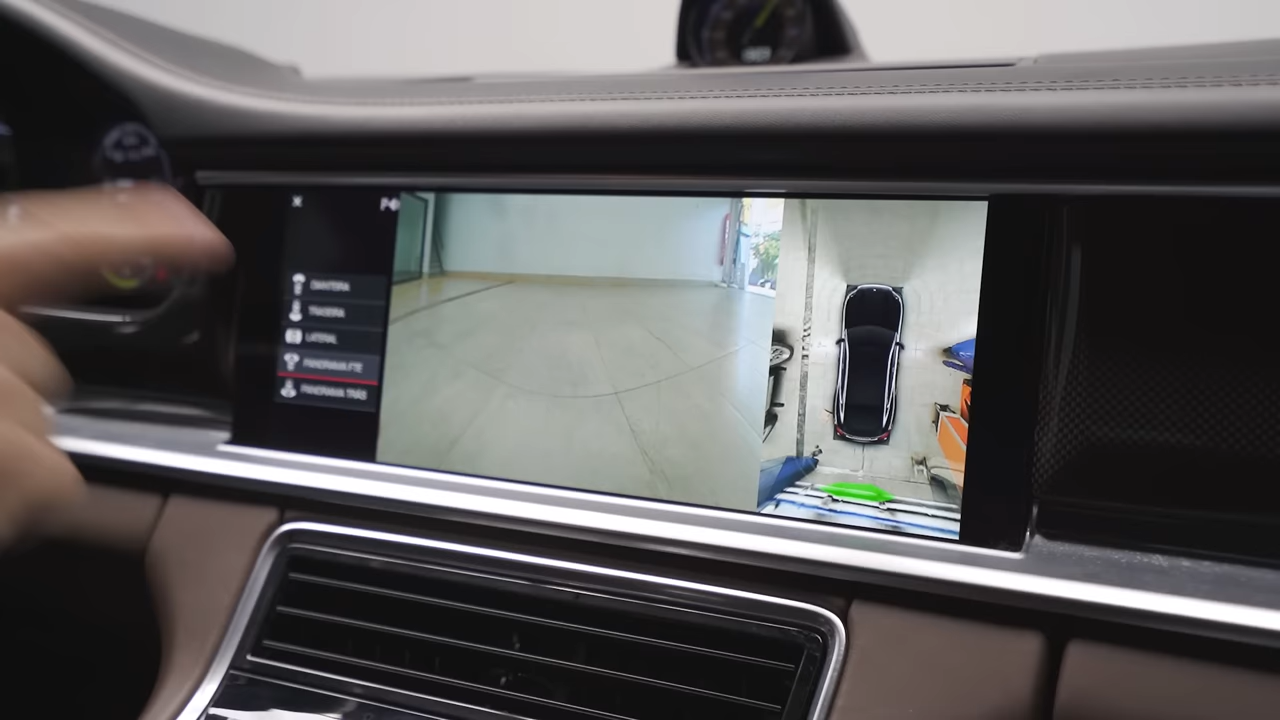 DIANTEIRA
TRASEIRA
LATERAL
PANORAMA FTE
PANORAMA TRÁS